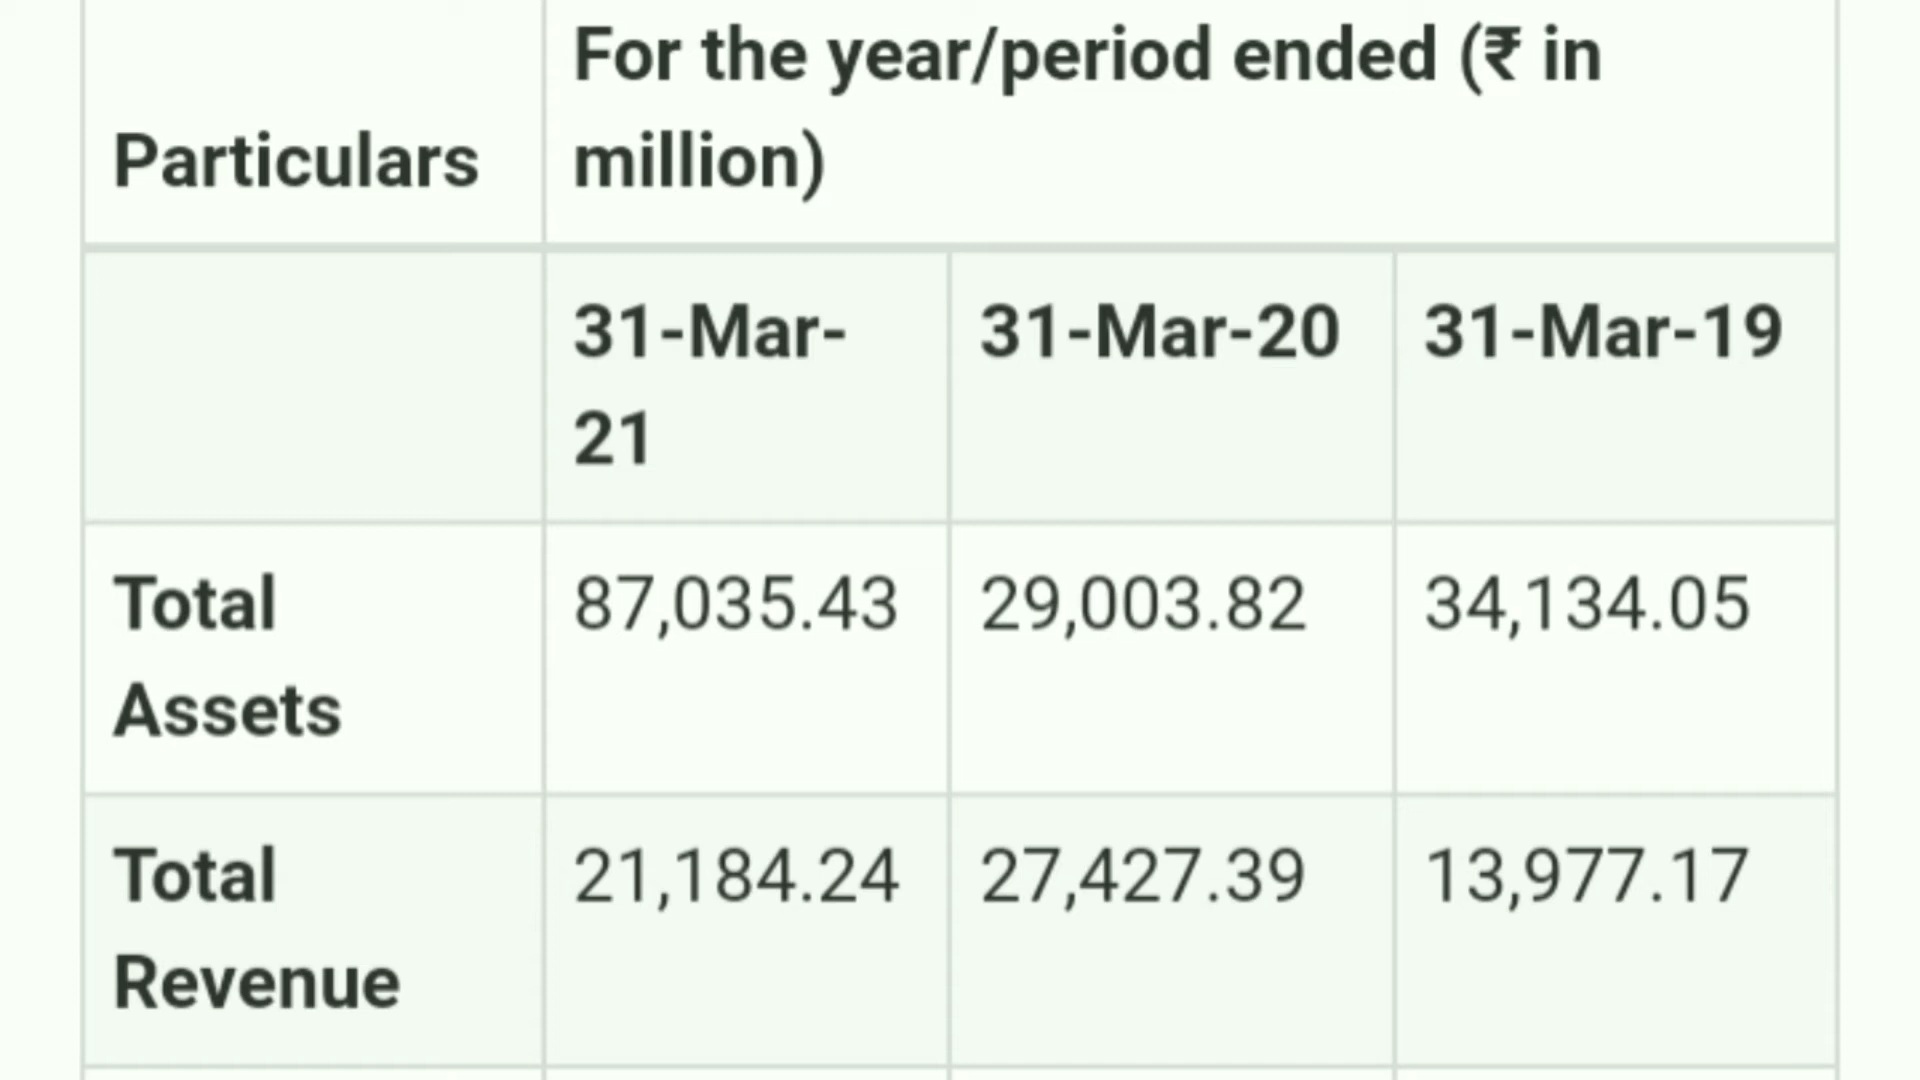 For the year/period ended (₹ in
Particulars million)
31-Mar- 31-Mar-20 31-Mar-19
21
Total 87,035.43 29,003.82 34,134.05
Assets
Total 21,184.24 27,427.39 13,977.17
Revenue